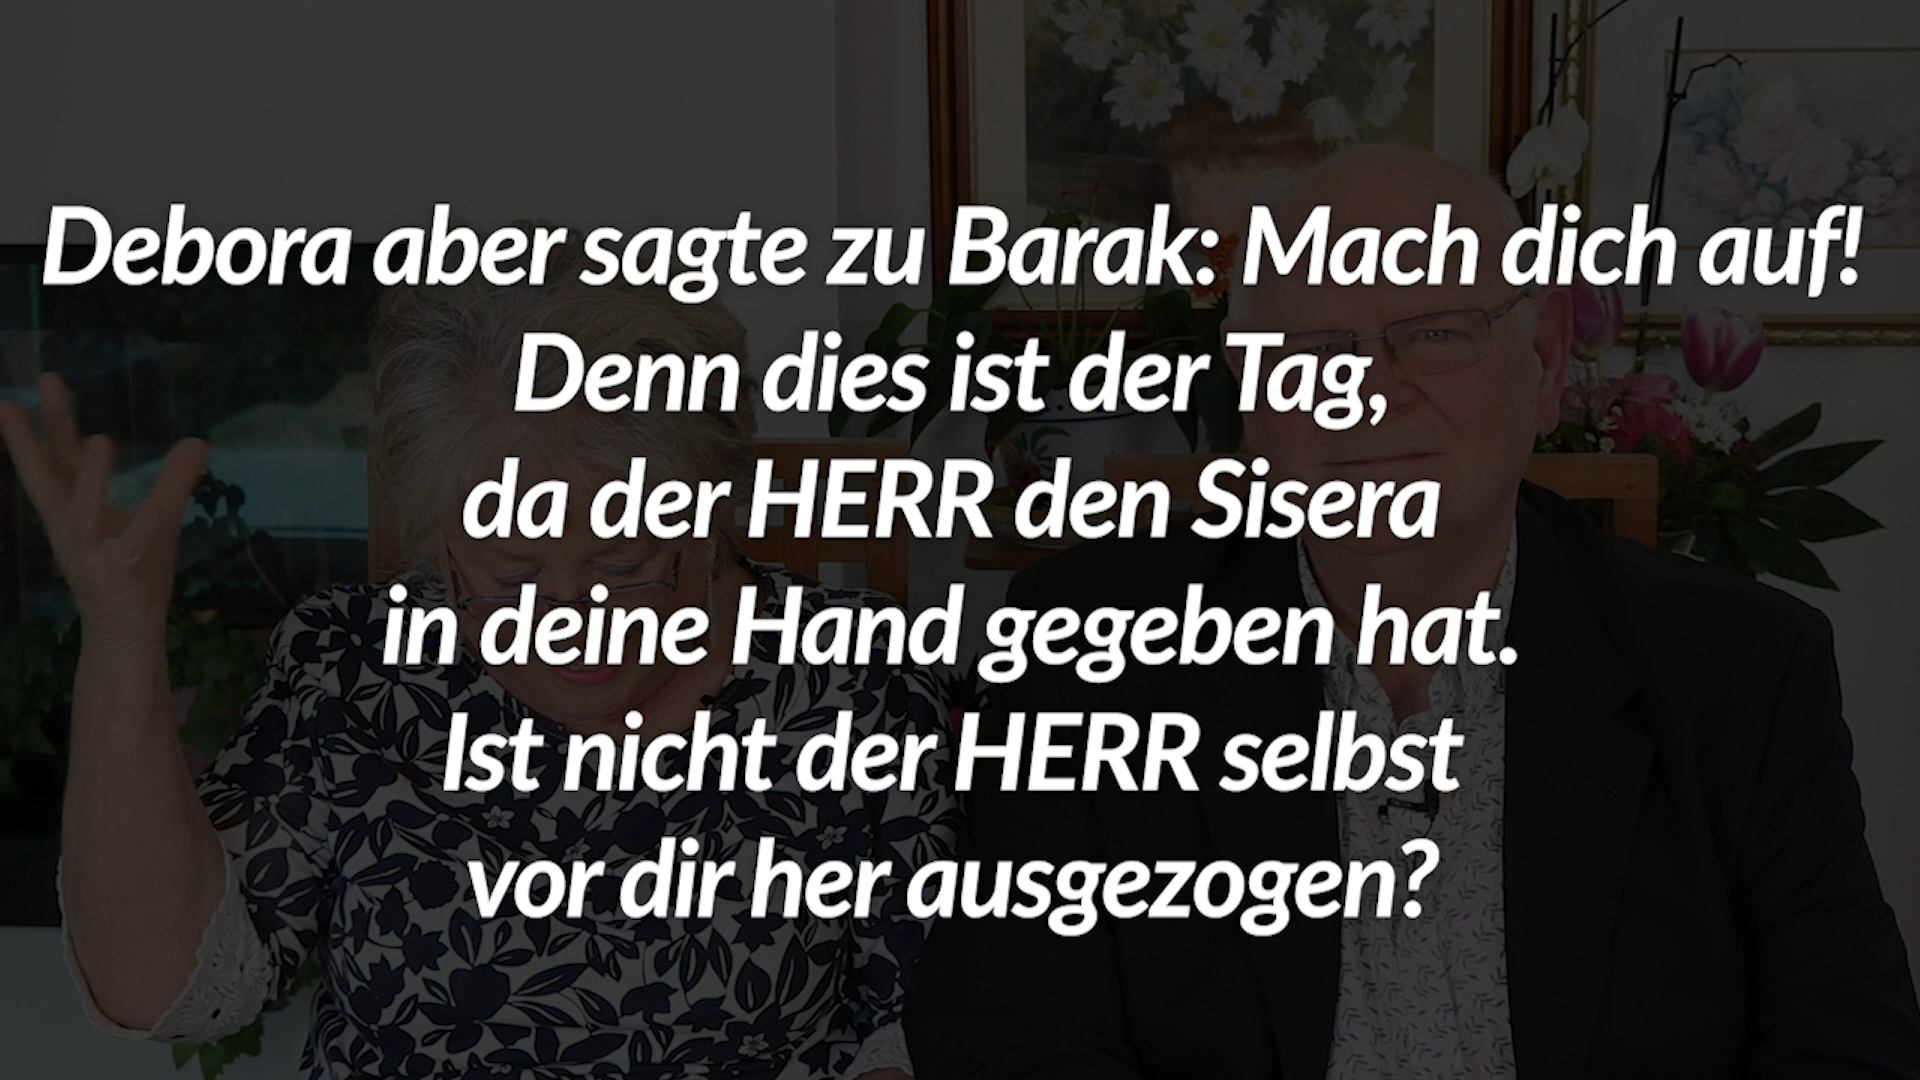 Debora aber sagte zu Barak: Mach dich auf!
Denn dies ist der Tag,
da der HERR den Sisera
in deine Hand gegeben hat.
Ist nicht der HERR selbst
vor dir her ausgezogen?